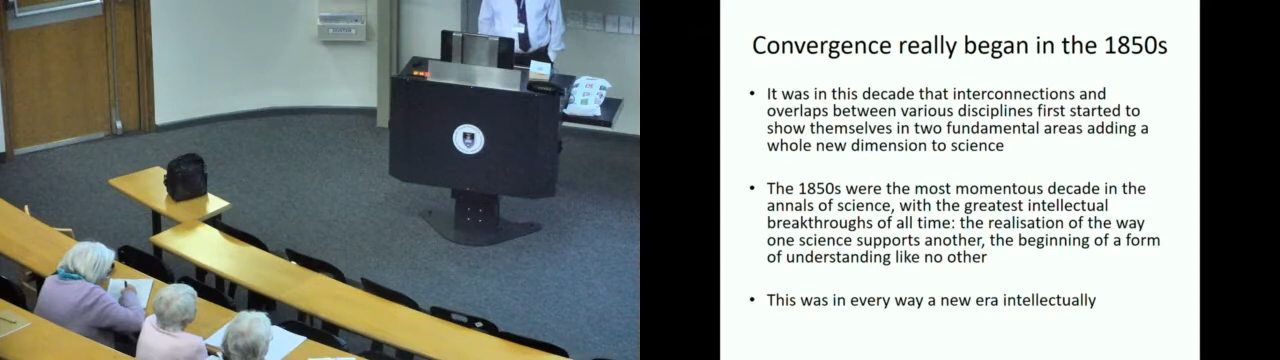 Convergence really began in the 1850s
• It was in this decade that interconnections and
overlaps between various disciplines first started to
show themselves in two fundamental areas adding a
whole new dimension to science
• The 1850s were the most momentous decade in the
annals of science, with the greatest intellectual
breakthroughs of all time: the realisation of the way
one science supports another, the beginning of a form
of understanding like no other
• This was in every way a new era intellectually